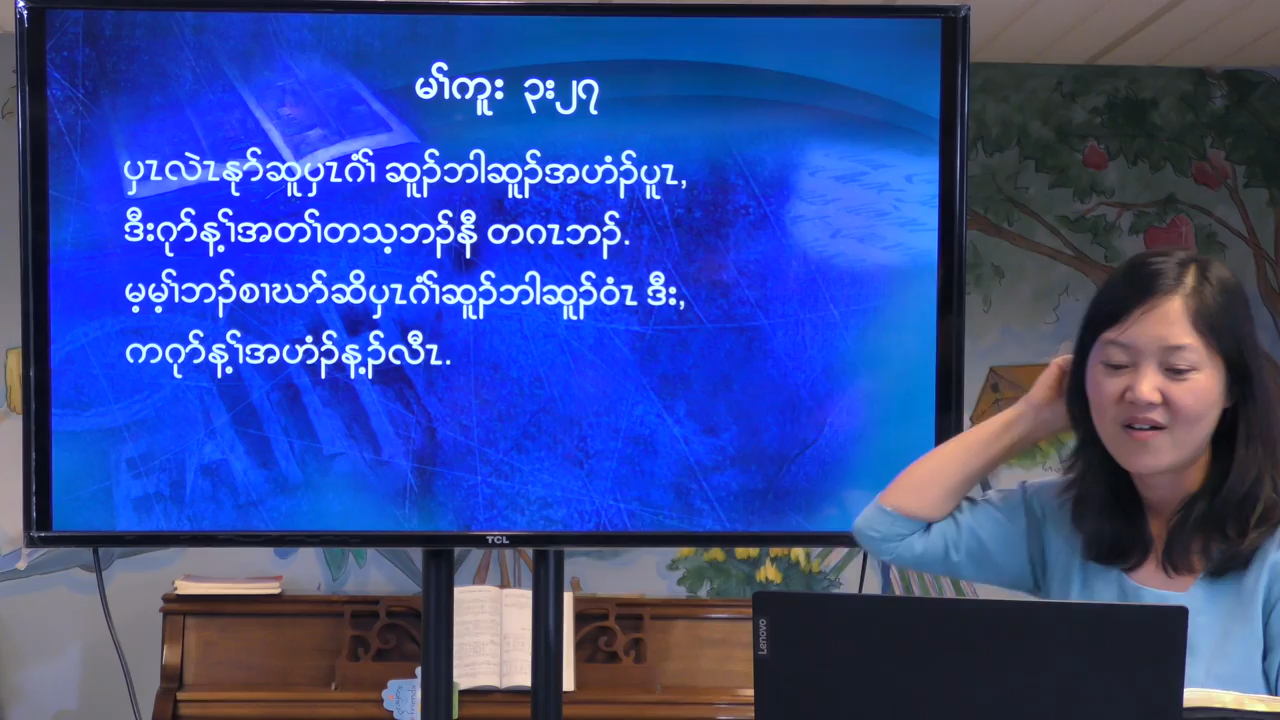 မၢ်ကူး ၃း၂၇
ပှၤလဲၤနုာ်ဆူပှၤဂံၢ် ဆူၣ်ဘါဆူၣ်အဟံၣ်ပူၤ,
ဒီးဂုာ်န့ၢ်အတၢ်တသ့ဘၣ်နီ တဂၤဘၣ်.
မ့မ့ၢ်ဘၣ်စၢဃာ်ဆိပှၤဂံၢ်ဆူၣ်ဘါဆူၣ်ဝံၤ ဒီး,
ကဂုာ်န့ၢ်အဟံၣ်န့ၣ်လီၤ.
TCL
Lenovo